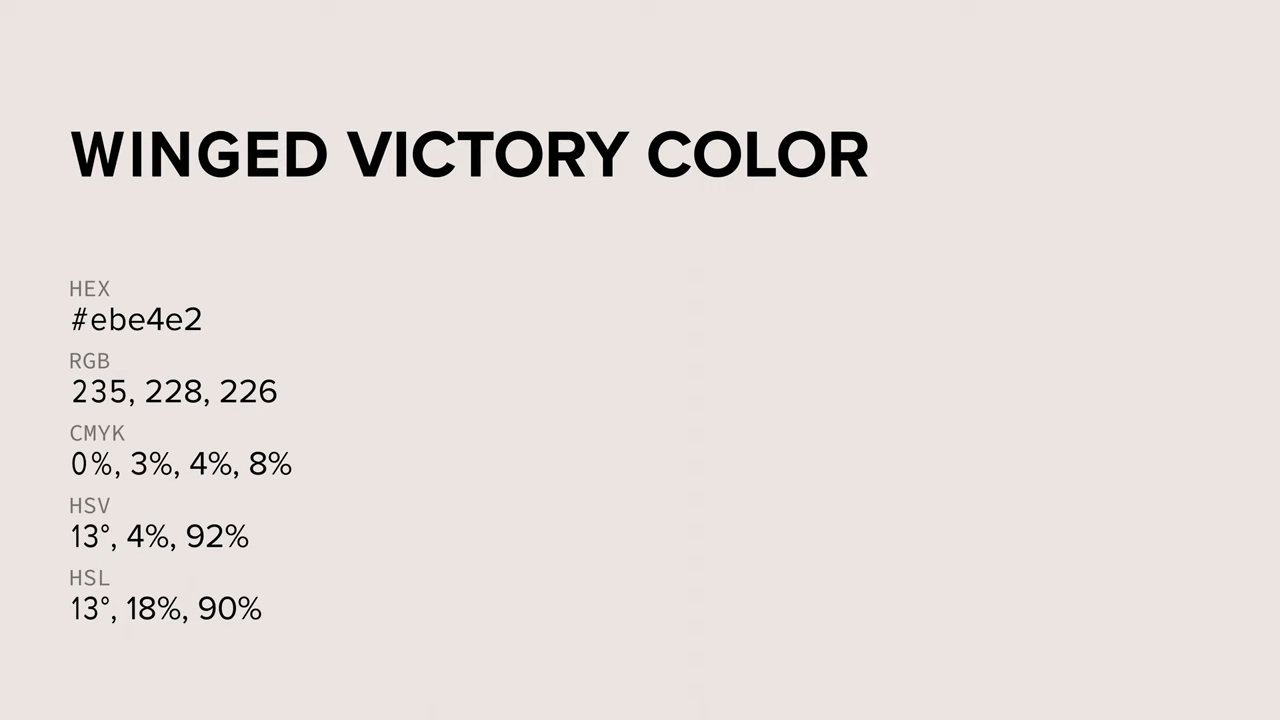 WINGED VICTORY COLOR
HEX
#ebe4e2
RGB
235, 228, 226
CMYK
0%, 3%, 4%, 8%
HSV
13°, 4%, 92%
HSL
13°, 18%, 90%